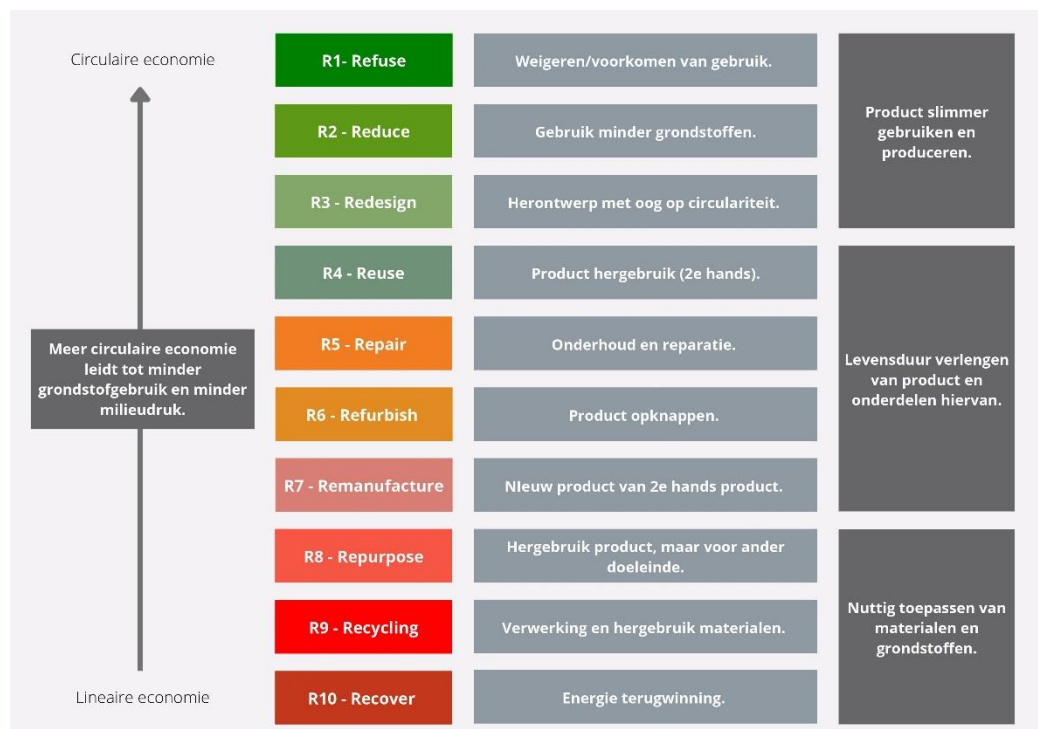 Circulaire economie
R1- Refuse
Weigeren/voorkomen van gebruik.
R2 - Reduce
Gebruik minder grondstoffen.
R3 - Redesign
Herontwerp met oog op circulariteit.
Product slimmer
gebruiken en
produceren.
R4 - Reuse
Product hergebruik (2e hands).
R5 - Repair
Onderhoud en reparatie.
R6 - Refurbish
Product opknappen.
R7 - Remanufacture
NIeuw product van 2e hands product.
Levensduur verlengen
van product en
onderdelen hiervan.
Meer circulaire economie
leidt tot minder
grondstofgebruik en minder
milieudruk.
R8 - Repurpose
Hergebruik product, maar voor ander
doeleinde.
R9 - Recycling
Verwerking en hergebruik materialen.
R10 - Recover
Energie terugwinning.
Nuttig toepassen van
materialen en
grondstoffen.
Lineaire economie